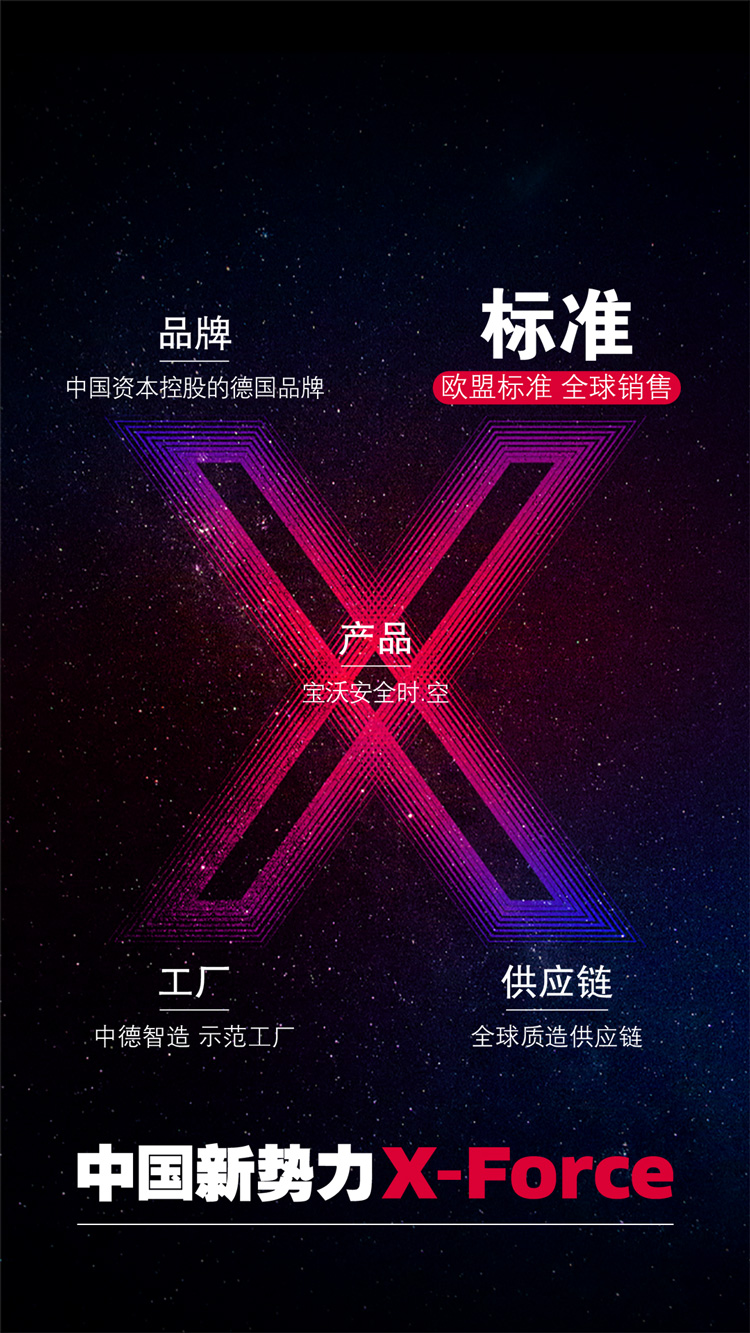 品牌
中国资本控股的德国品牌
标准
欧盟标准 全球销售
产品
宝沃安全时.空
工厂
中德智造 示范工厂
供应链
全球质造供应链
中国新势力X-Force